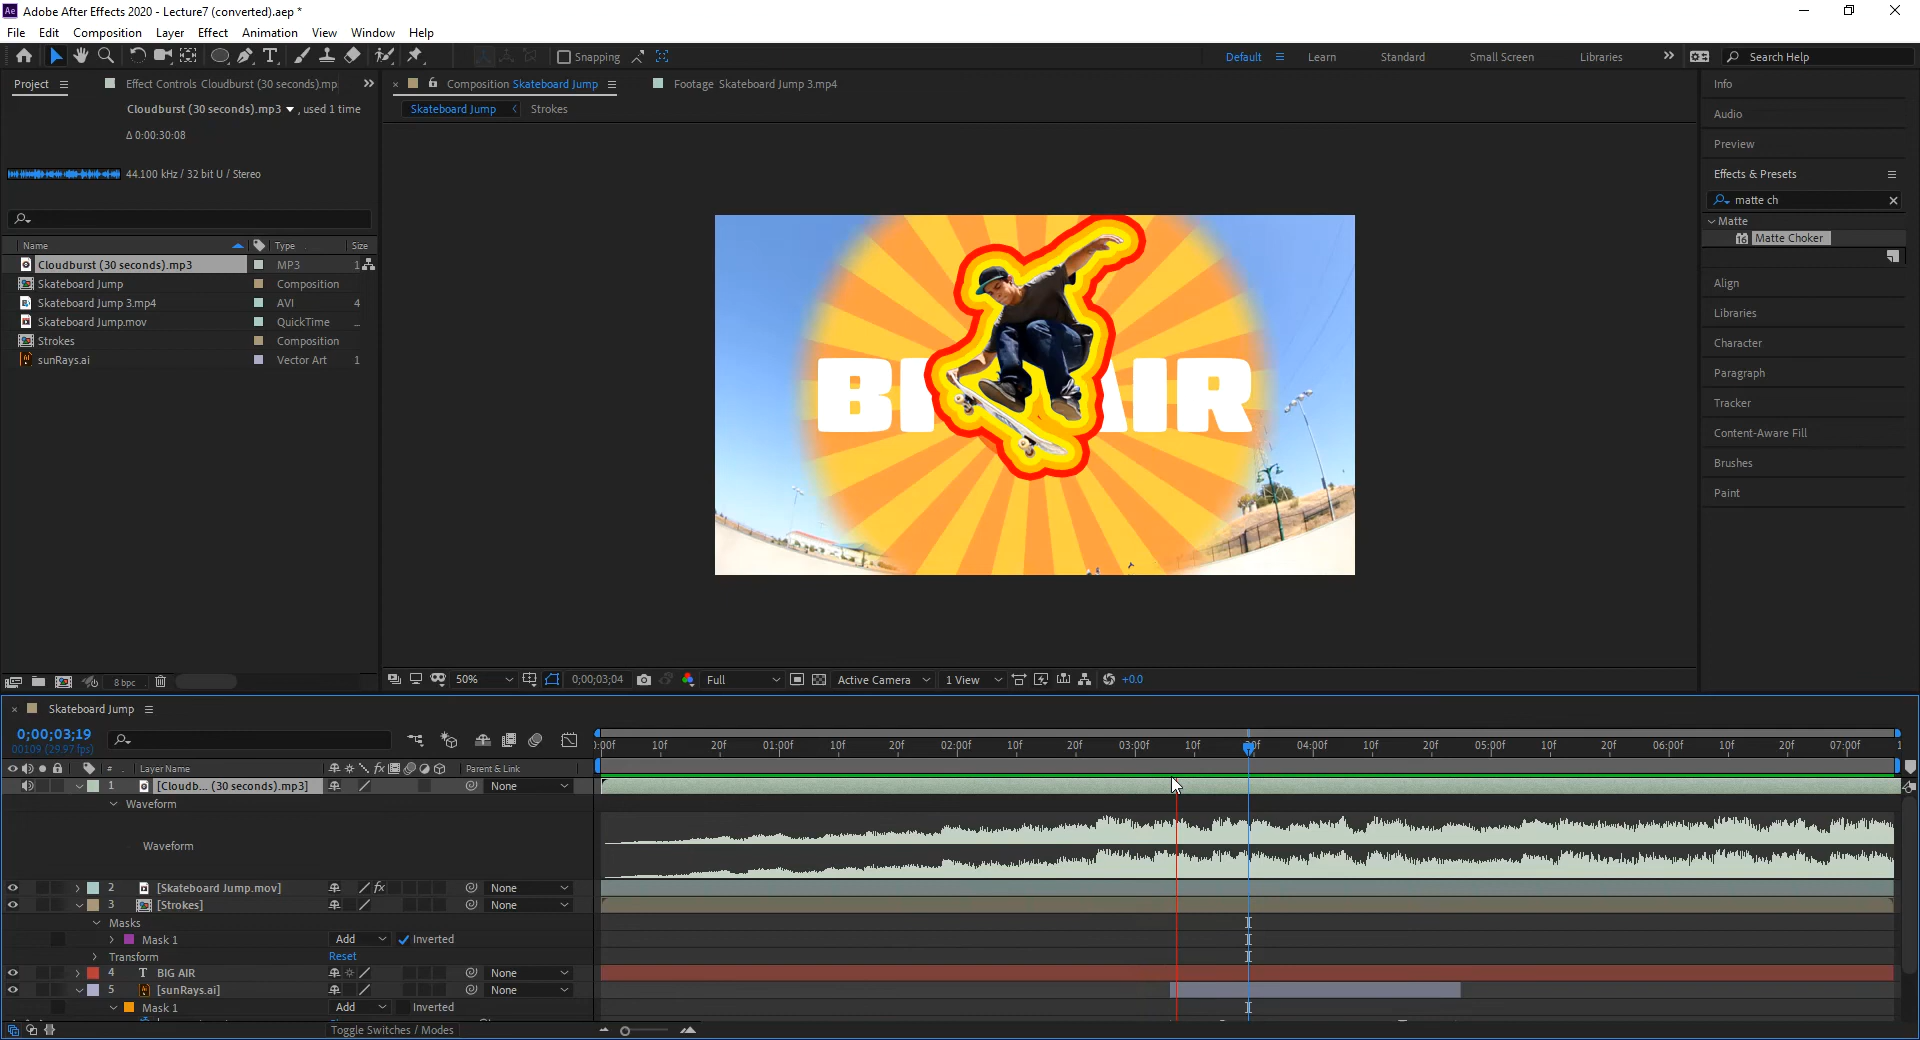 Adobe After Effects 2020 - Lecture7 (converted).aep *
File Edit Composition Layer Effect Animation View Window Help
Snapping
Default Learn Standard Small Screen Libraries Search Help
Project Effect Controls Cloudburst (30 seconds).mp
Composition Skateboard Jump Footage Skateboard Jump 3.mp4
Cloudburst (30 seconds).mp3 , used 1 time
Skateboard Jump Strokes
Δ 0:00:30:08
44.100 kHz / 32 bit U / Stereo
Name Type Size
Cloudburst (30 seconds).mp3 MP3 1
Skateboard Jump Composition
Skateboard Jump 3.mp4 AVI 4
Skateboard Jump.mov QuickTime _
Strokes Composition
sunRays.ai Vector Art 1
8 bpc
BI AIR
50% 0;00;03;04 Full Active Camera 1 View +0.0
Info
Audio
Preview
Effects & Presets
matte ch
Matte
16 Matte Choker
Align
Libraries
Character
Paragraph
Tracker
Content-Aware Fill
Brushes
Paint
Skateboard Jump
0;00;03;19
00109 (29.97 fps)
):00f 10f 20f 01:00f 10f 20f 02:00f 10f 20f 03:00f 10f 04:00f 10f 20f 05:00f 10f 20f 06:00f 10f 20f 07:00f 1
# Layer Name fx Parent & Link
1 [Cloudb... (30 seconds).mp3] None
Waveform
Waveform
2 [Skateboard Jump.mov] fx None
3 [Strokes] None
Masks
Mask 1 Add Inverted
Transform Reset
4 T BIG AIR None
5 [sunRays.ai] None
Mask 1 Add Inverted
Toggle Switches / Modes